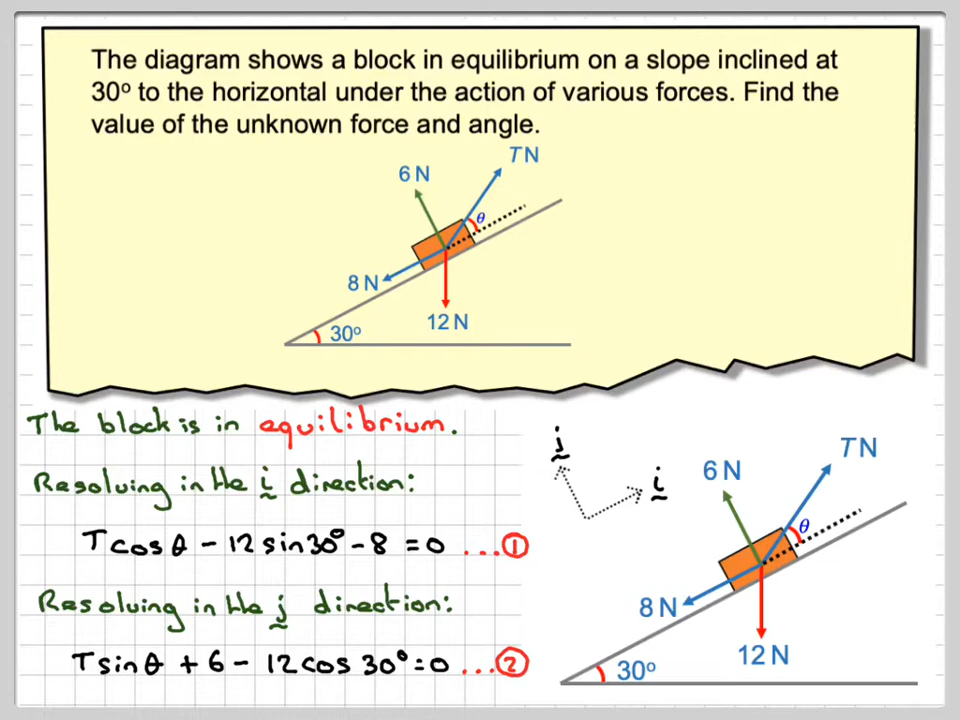 The diagram shows a block in equilibrium on a slope inclined at
30° to the horizontal under the action of various forces. Find the
value of the unknown force and angle.
T N
6 N
θ
8 N
12 N
30°
The block is in equilibrium.
Resolving in the i direction:
T cos θ - 12 sin 30° - 8 = 0 ...①
Resolving in the j direction:
T sin θ + 6 - 12 cos 30° = 0 ...②
j
i
T N
6 N
θ
8 N
12 N
30°